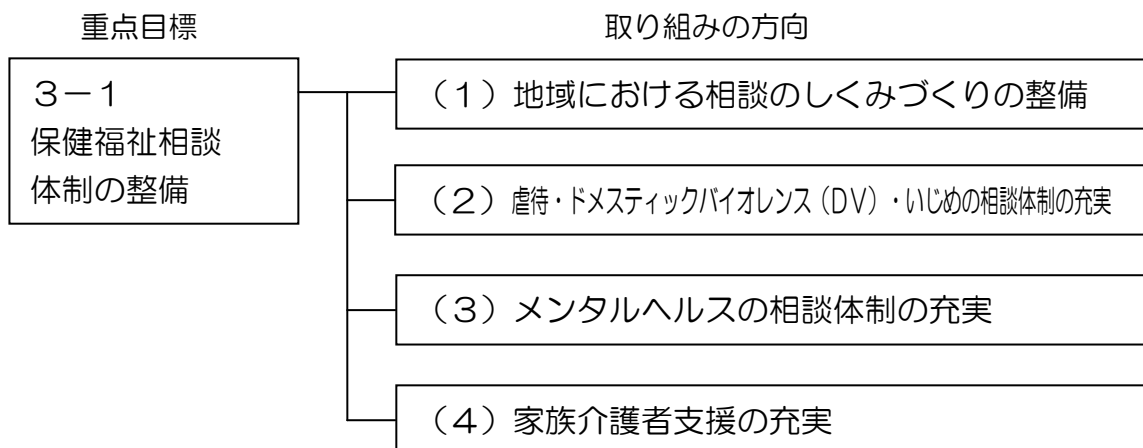 重点目標
取り組みの方向
３－１
保健福祉相談
体制の整備
（１）地域における相談のしくみづくりの整備
（２）虐待・ドメスティックバイオレンス（ＤＶ）・いじめの相談体制の充実
（３）メンタルヘルスの相談体制の充実
（４）家族介護者支援の充実